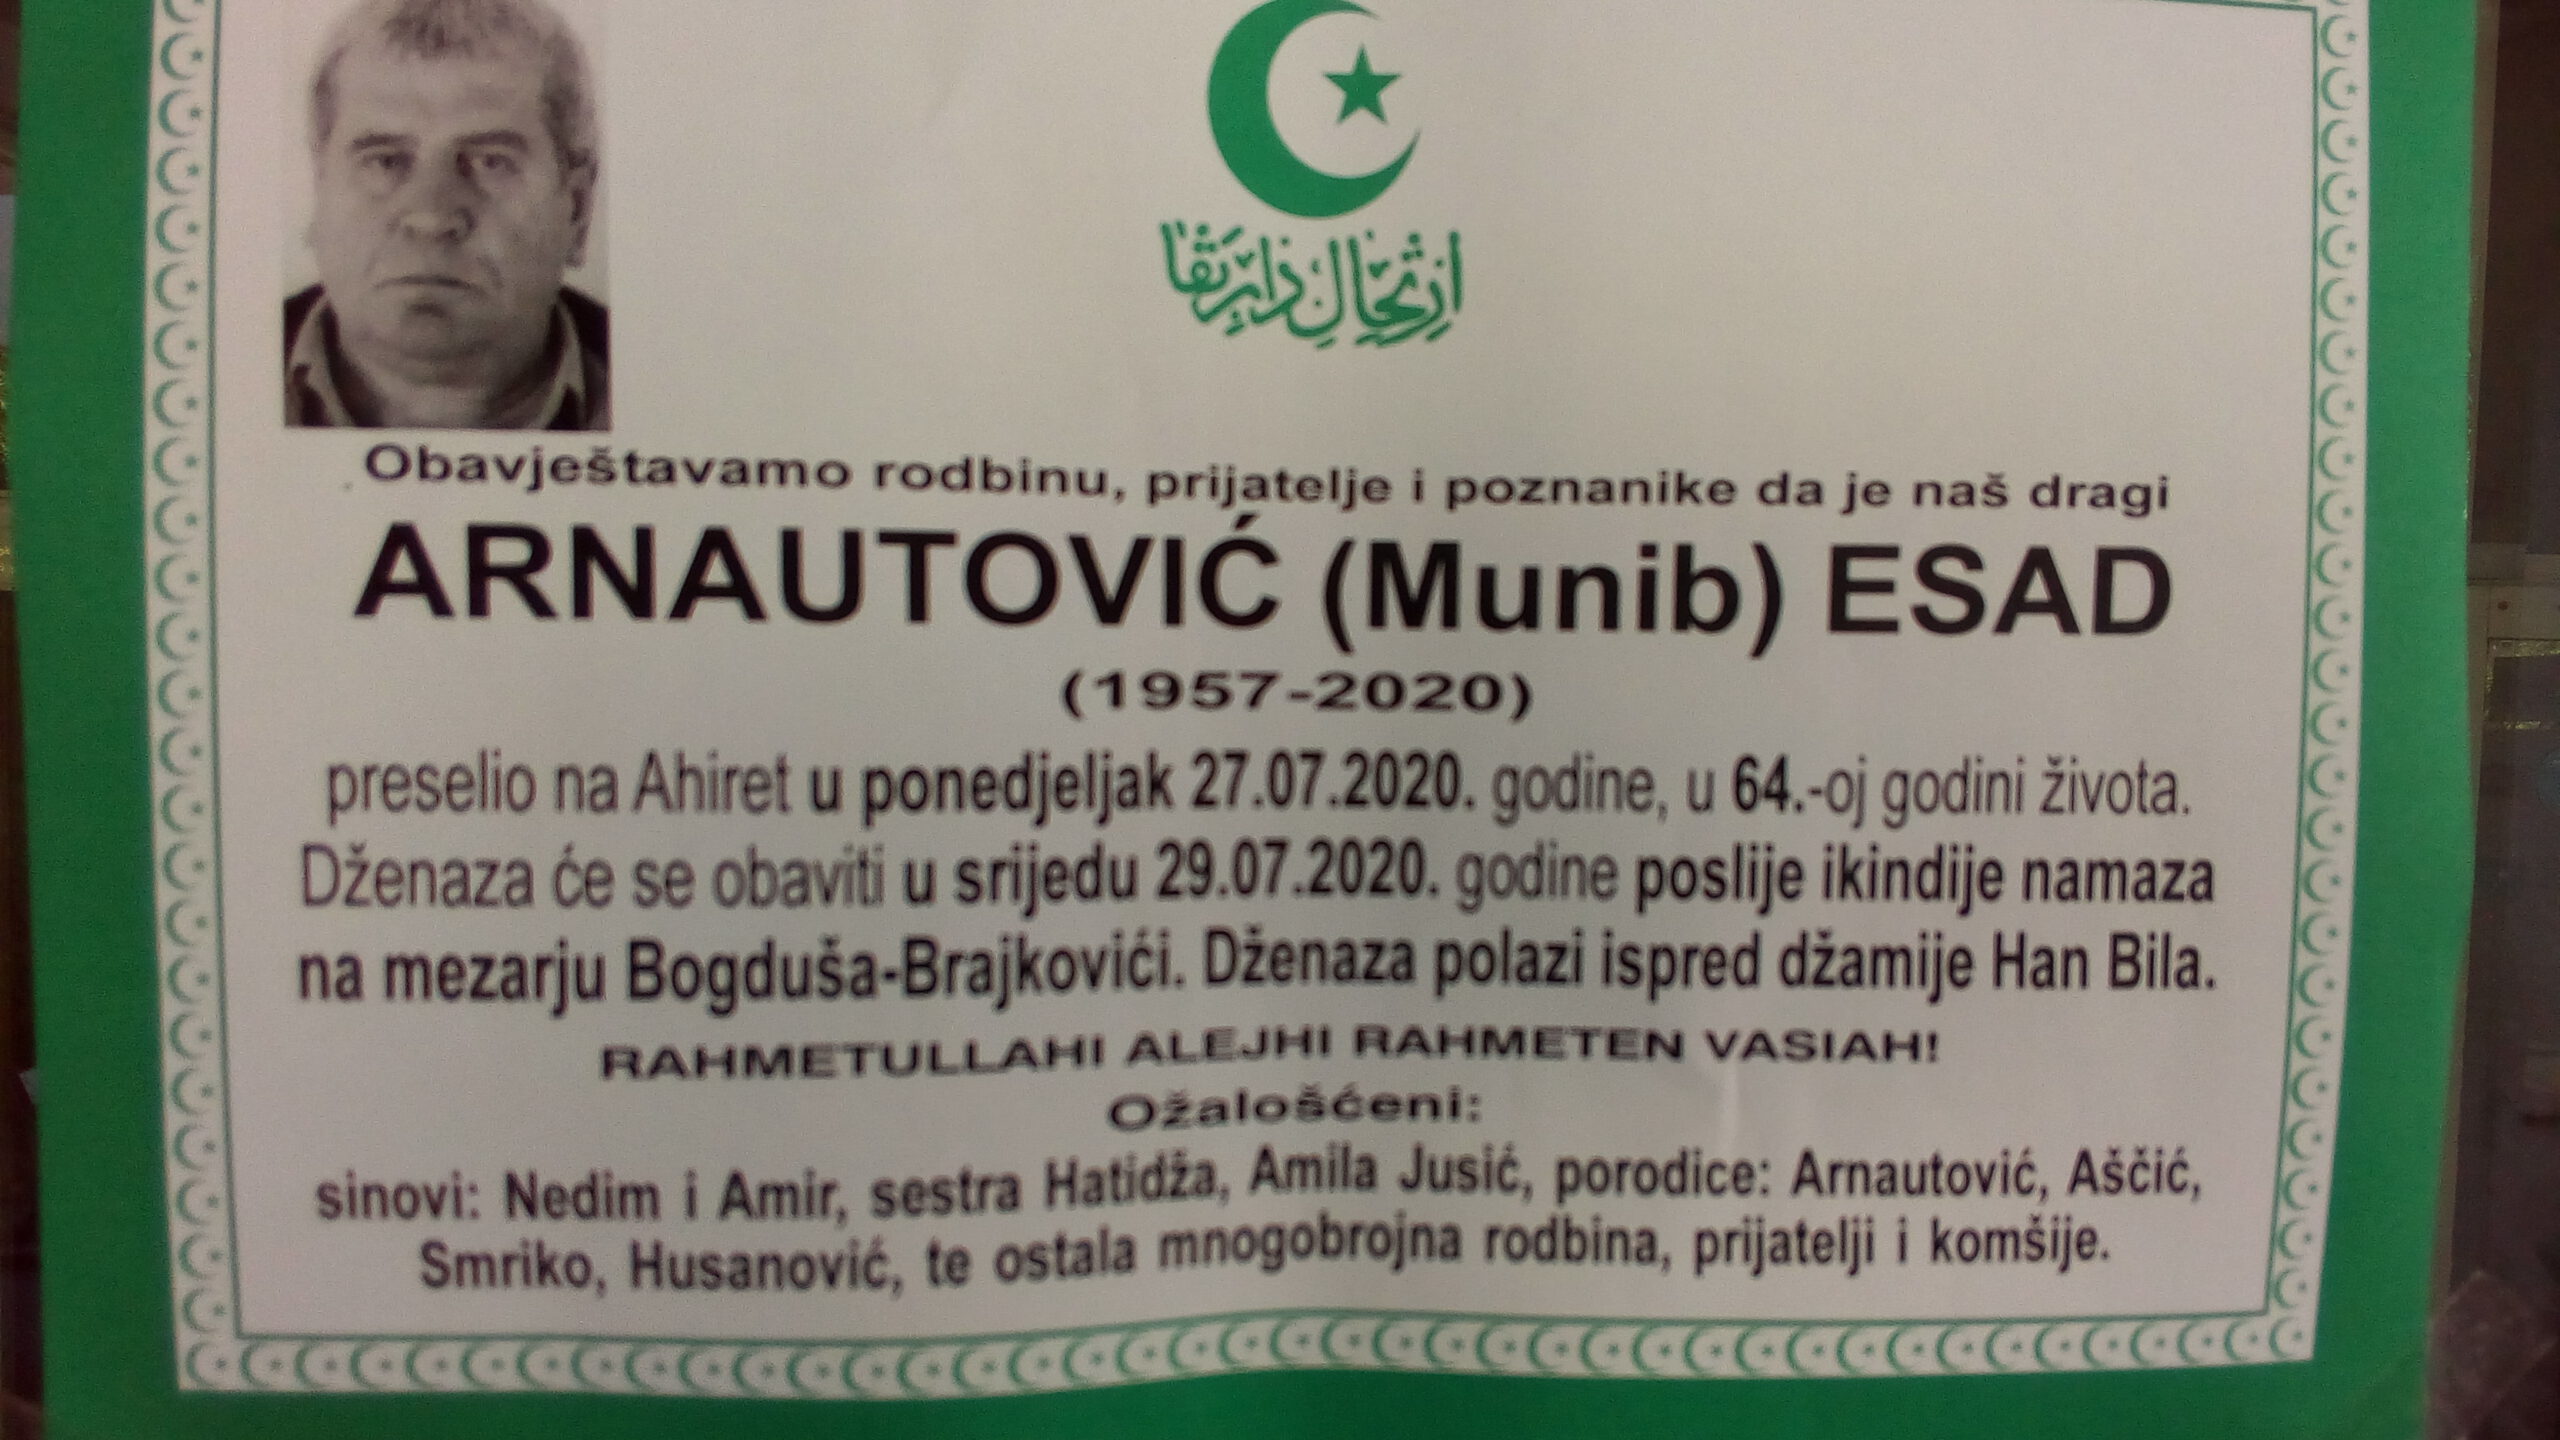 ارتحال دار بقا
Obavještavamo rodbinu, prijatelje i poznanike da je naš dragi
ARNAUTOVIĆ (Munib) ESAD
(1957-2020)
preselio na Ahiret u ponedjeljak 27.07.2020. godine, u 64.-oj godini života.
Dženaza će se obaviti u srijedu 29.07.2020. godine poslije ikindije namaza
na mezarju Bogduša-Brajkovići. Dženaza polazi ispred džamije Han Bila.
RAHMETULLAHI ALEJHI RAHMETEN VASIAH!
Ožalošćeni:
sinovi: Nedim i Amir, sestra Hatidža, Amila Jusić, porodice: Arnautović, Aščić,
Smriko, Husanović, te ostala mnogobrojna rodbina, prijatelji i komšije.